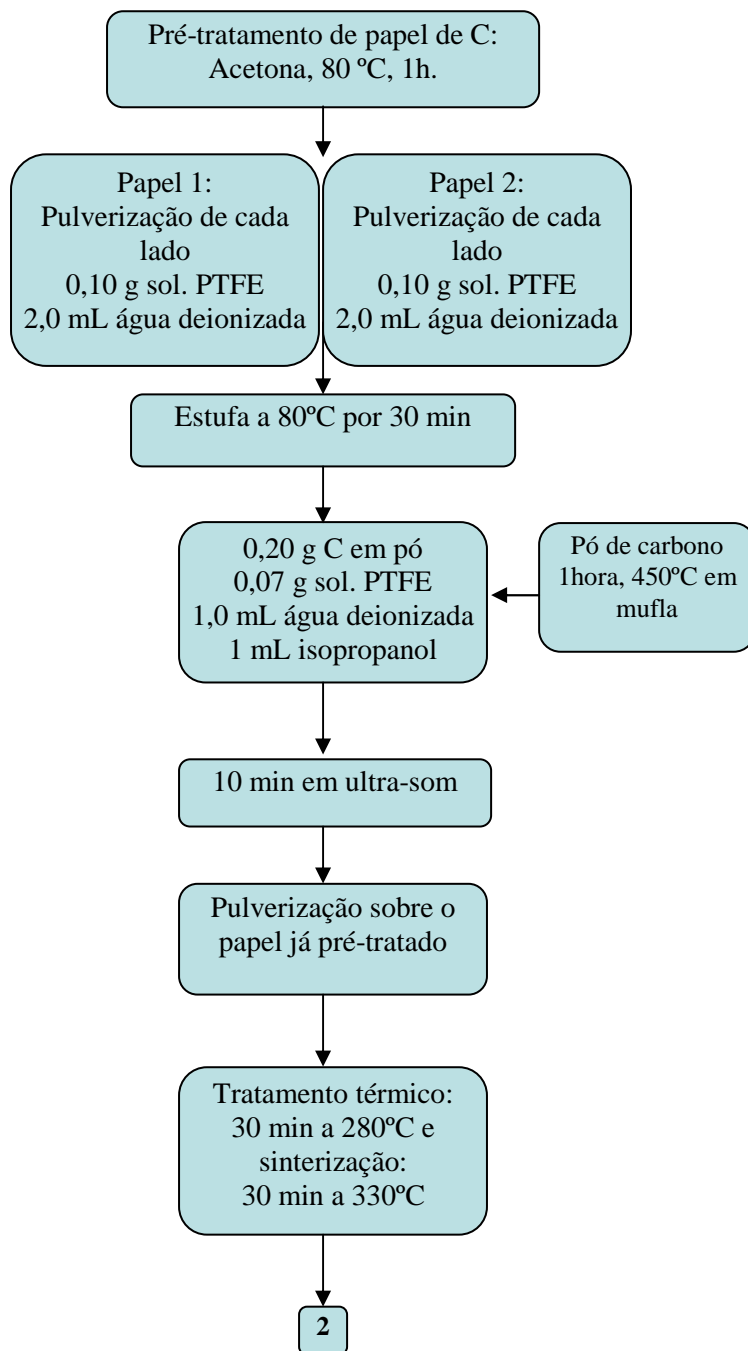 Pré-tratamento de papel de C:
Acetona, 80 ºC, 1h.
Papel 1:
Pulverização de cada
lado
0,10 g sol. PTFE
2,0 mL água deionizada
Papel 2:
Pulverização de cada
lado
0,10 g sol. PTFE
2,0 mL água deionizada
Estufa a 80ºC por 30 min
0,20 g C em pó
0,07 g sol. PTFE
1,0 mL água deionizada
1 mL isopropanol
Pó de carbono
1hora, 450ºC em
mufla
10 min em ultra-som
Pulverização sobre o
papel já pré-tratado
Tratamento térmico:
30 min a 280ºC e
sinterização:
30 min a 330ºC
2